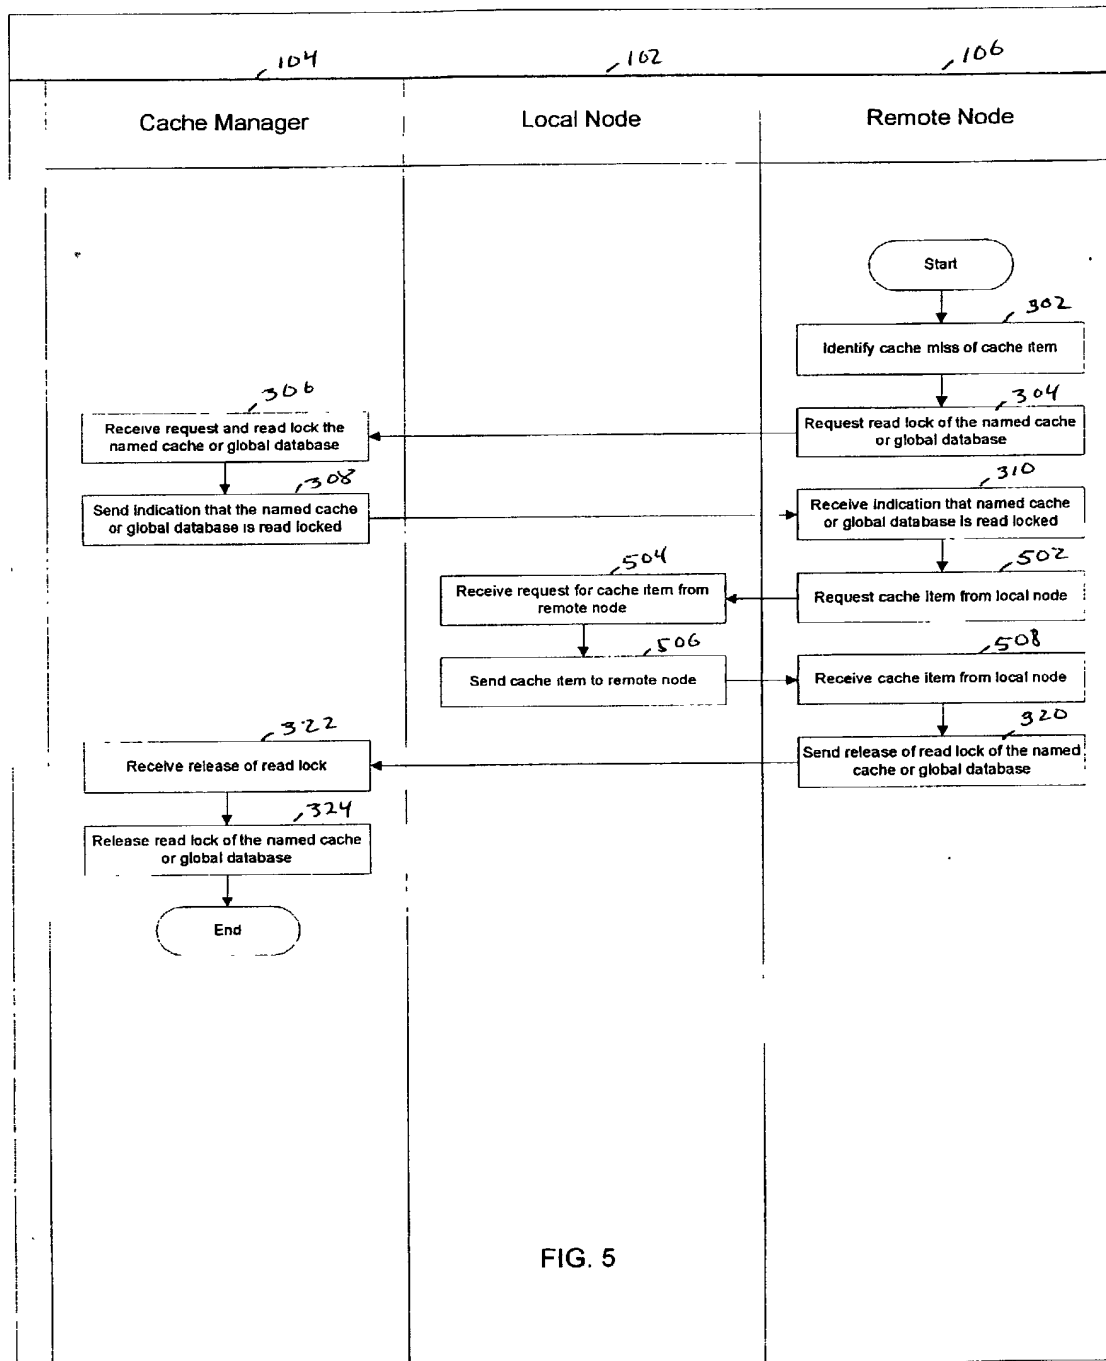 104
102
106
Cache Manager
Local Node
Remote Node
Start
302
Identify cache miss of cache item
306
304
Receive request and read lock the
named cache or global database
Request read lock of the named cache
or global database
308
310
Send indication that the named cache
or global database is read locked
Receive indication that named cache
or global database is read locked
504
502
Receive request for cache item from
remote node
Request cache item from local node
506
508
Send cache item to remote node
Receive cache item from local node
322
320
Receive release of read lock
Send release of read lock of the named
cache or global database
324
Release read lock of the named cache
or global database
End
FIG. 5